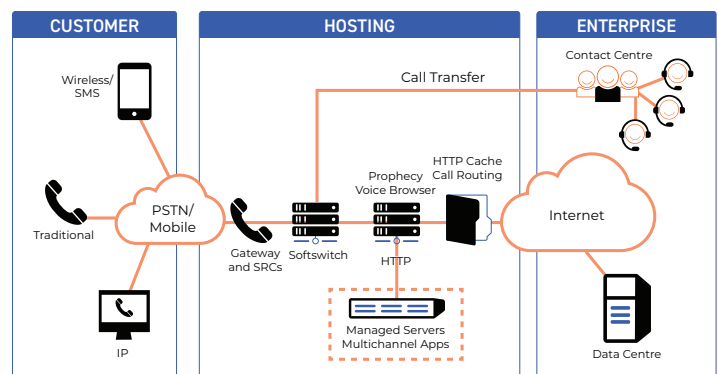 CUSTOMER
HOSTING
ENTERPRISE
Wireless/
SMS
Traditional
IP
PSTN/
Mobile
Gateway
and SRCs
Softswitch
Call Transfer
Prophecy
Voice Browser
HTTP
HTTP Cache
Call Routing
Managed Servers
Multichannel Apps
Contact Centre
Internet
Data Centre